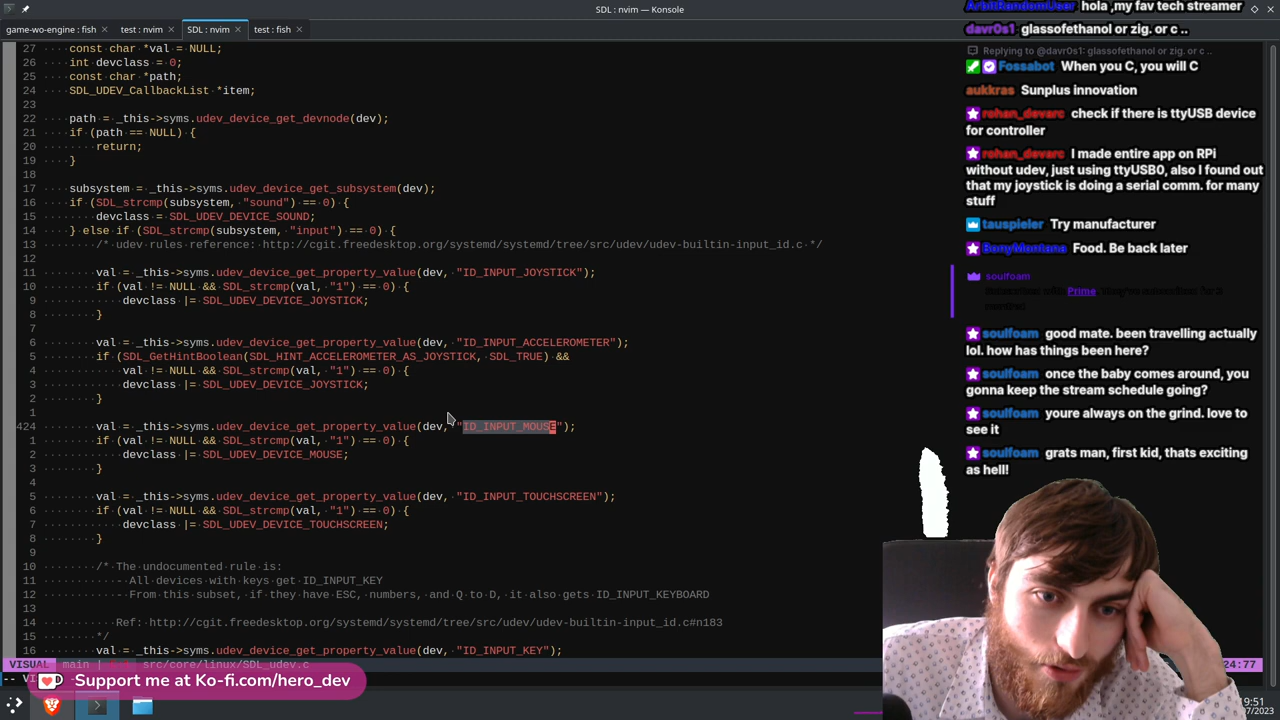 SDL : nvim — Konsole
game-wo-engine : fish
test : nvim
SDL : nvim
test : fish
27 const char *val = NULL;
26 int devclass = 0;
25 const char *path;
24 SDL_UDEV_CallbackList *item;
23
22 path = _this->syms.udev_device_get_devnode(dev);
21 if (path == NULL) {
20 return;
19 }
18
17 subsystem = _this->syms.udev_device_get_subsystem(dev);
16 if (SDL_strcmp(subsystem, "sound") == 0) {
15 devclass = SDL_UDEV_DEVICE_SOUND;
14 } else if (SDL_strcmp(subsystem, "input") == 0) {
13 /* udev rules reference: http://cgit.freedesktop.org/systemd/systemd/tree/src/udev/udev-builtin-input_id.c */
12
11 val = _this->syms.udev_device_get_property_value(dev, "ID_INPUT_JOYSTICK");
10 if (val != NULL && SDL_strcmp(val, "1") == 0) {
9 devclass |= SDL_UDEV_DEVICE_JOYSTICK;
8 }
7
6 val = _this->syms.udev_device_get_property_value(dev, "ID_INPUT_ACCELEROMETER");
5 if (SDL_GetHintBoolean(SDL_HINT_ACCELEROMETER_AS_JOYSTICK, SDL_TRUE) &&
4 val != NULL && SDL_strcmp(val, "1") == 0) {
3 devclass |= SDL_UDEV_DEVICE_JOYSTICK;
2 }
1
424 val = _this->syms.udev_device_get_property_value(dev, "ID_INPUT_MOUSE");
1 if (val != NULL && SDL_strcmp(val, "1") == 0) {
2 devclass |= SDL_UDEV_DEVICE_MOUSE;
3 }
4
5 val = _this->syms.udev_device_get_property_value(dev, "ID_INPUT_TOUCHSCREEN");
6 if (val != NULL && SDL_strcmp(val, "1") == 0) {
7 devclass |= SDL_UDEV_DEVICE_TOUCHSCREEN;
8 }
9
10 /* The undocumented rule is:
11 - All devices with keys get ID_INPUT_KEY
12 - From this subset, if they have ESC, numbers, and Q to D, it also gets ID_INPUT_KEYBOARD
13
14 Ref: http://cgit.freedesktop.org/systemd/systemd/tree/src/udev/udev-builtin-input_id.c#n183
15 */
16 val = _this->syms.udev_device_get_property_value(dev, "ID_INPUT_KEY");
VISUAL main | src/core/linux/SDL_udev.c 24:77
Support me at Ko-fi.com/hero_dev
ArbitRandomUser hola ,my fav tech streamer
davr0s1 glassofethanol or zig. or c ..
Replying to @davr0s1: glassofethanol or zig. or c ..
Fossabot When you C, you will C
aukkras Sunplus innovation
rohan_devarc check if there is ttyUSB device
for controller
rohan_devarc I made entire app on RPi
without udev, just using ttyUSB0, also I found out
that my joystick is doing a serial comm. for many
stuff
tauspieler Try manufacturer
BonyMontana Food. Be back later
soulfoam
Prime
soulfoam good mate. been travelling actually
lol. how has things been here?
soulfoam once the baby comes around, you
gonna keep the stream schedule going?
soulfoam youre always on the grind. love to
see it
soulfoam grats man, first kid, thats exciting
as hell!